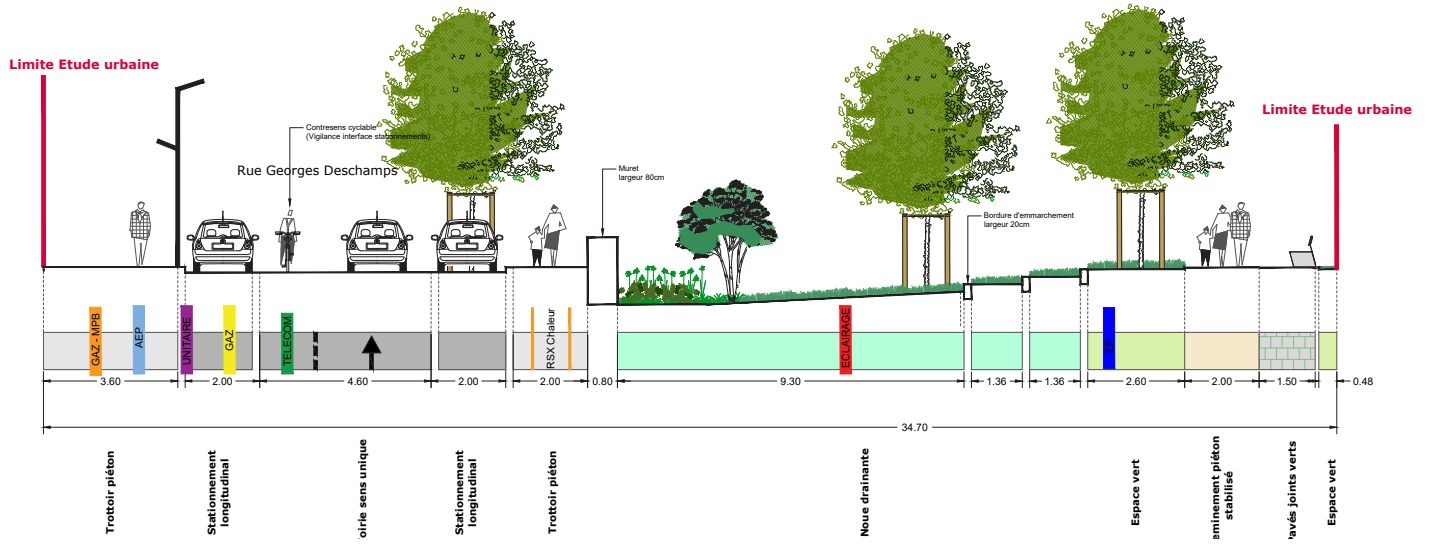 Limite Etude urbaine
Contresens cyclable
(Vigilance interface stationnements)
Rue Georges Deschamps
Muret
largeur 80cm
Bordure d'emmarchement
largeur 20cm
Limite Etude urbaine
GAZ - MPB
AEP
UNITAIRE
GAZ
TELECOM
RSX Chaleur
ECLAIRAGE
EP
3.60
2.00
4.60
2.00
2.00
0.80
9.30
1.36
1.36
2.60
2.00
1.50
0.48
34.70
Trottoir piéton
Stationnement
longitudinal
oirie sens unique
Stationnement
longitudinal
Trottoir piéton
Noue drainante
Espace vert
eminement piéton
stabilisé
Pavés joints verts
Espace vert